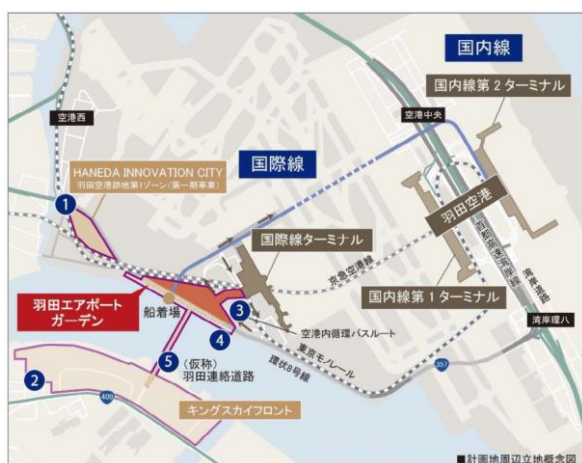 国内線
国内線第2ターミナル
空港中央
空港西
HANEDA INNOVATION CITY
羽田空港跡地第1ゾーン(第一期事業)
国際線
1
羽田空港
国際線ターミナル
京急空港線
首都高速湾岸線
湾岸道路
国内線第1ターミナル
羽田エアポート
ガーデン
船着場
3
空港内循環バスルート
湾岸環八
4
東京モノレール
環状8号線
357
5
(仮称)
羽田連絡道路
2
409
キングスカイフロント
■計画地周辺立地概念図